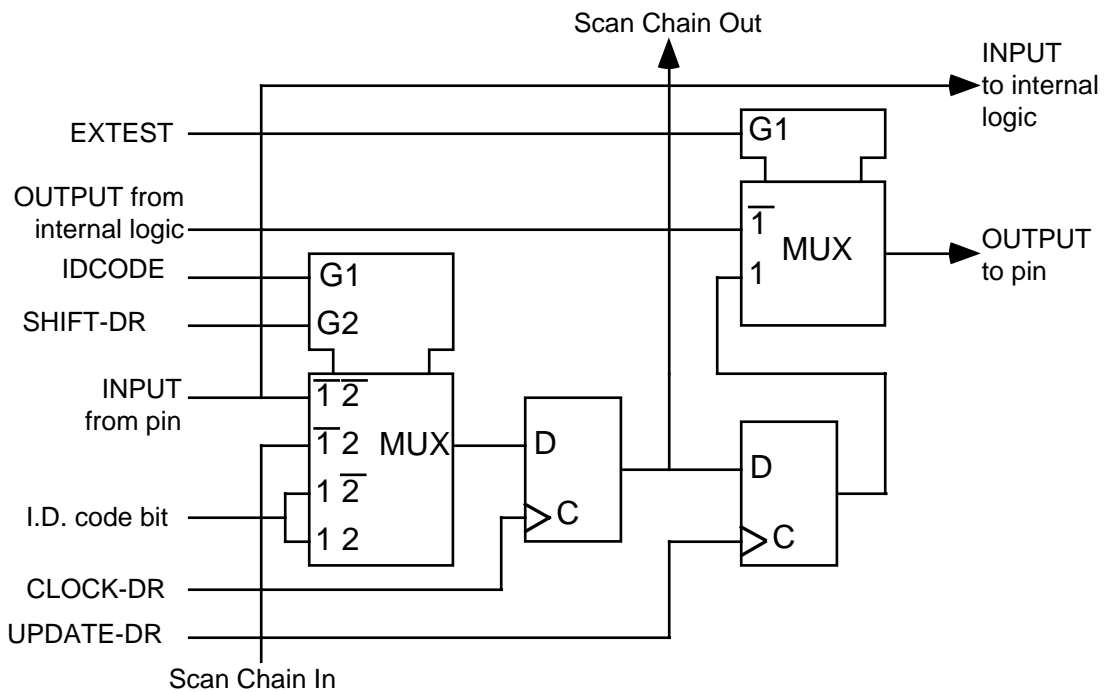 Scan Chain Out
INPUT
to internal
logic
EXTEST
G1
OUTPUT from
internal logic
1̅
MUX
OUTPUT
to pin
IDCODE
G1
1
SHIFT-DR
G2
INPUT
from pin
1̅ 2̅
1̅ 2
MUX
D
D
1 2̅
I.D. code bit
C
1 2
C
CLOCK-DR
UPDATE-DR
Scan Chain In